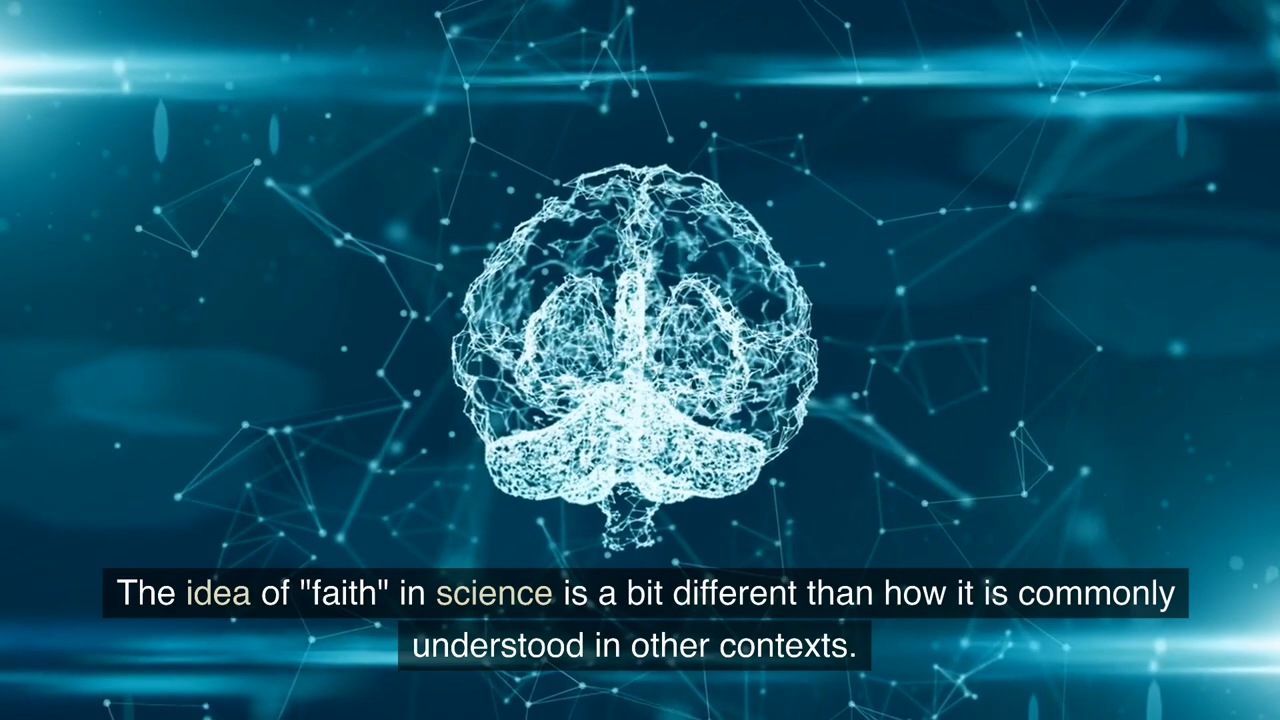 The idea of "faith" in science is a bit different than how it is commonly
understood in other contexts.